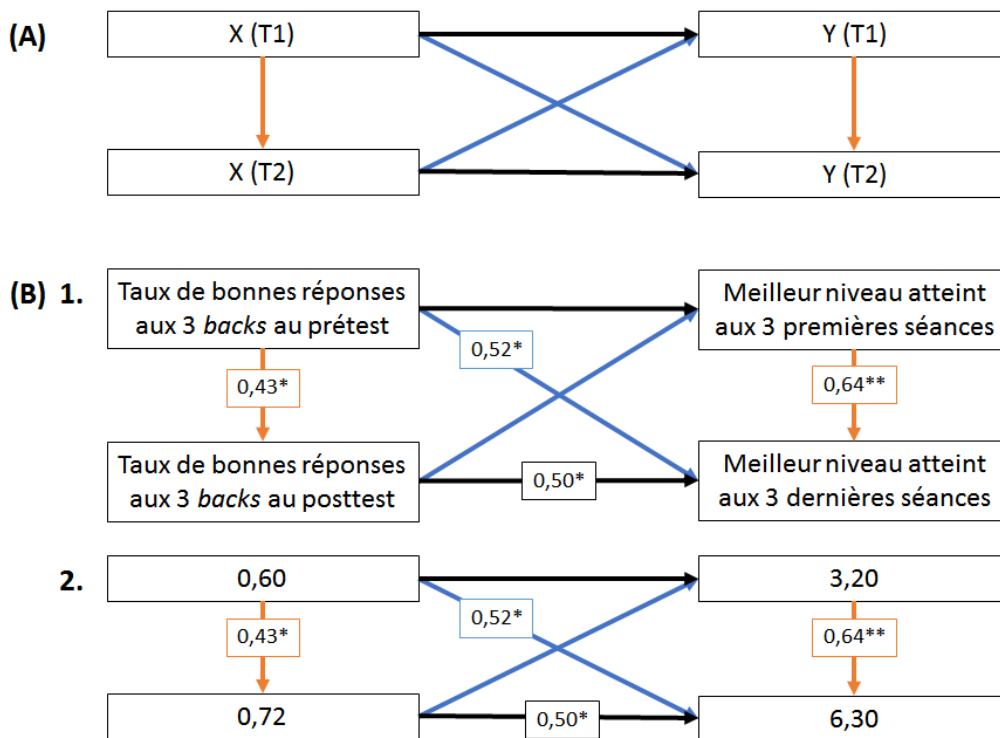 (A)
X (T1)
Y (T1)
X (T2)
Y (T2)
(B) 1.
Taux de bonnes réponses
aux 3 backs au prétest
Meilleur niveau atteint
aux 3 premières séances
0,52*
0,43*
0,64**
Taux de bonnes réponses
aux 3 backs au posttest
0,50*
Meilleur niveau atteint
aux 3 dernières séances
2.
0,60
3,20
0,52*
0,43*
0,64**
0,72
0,50*
6,30